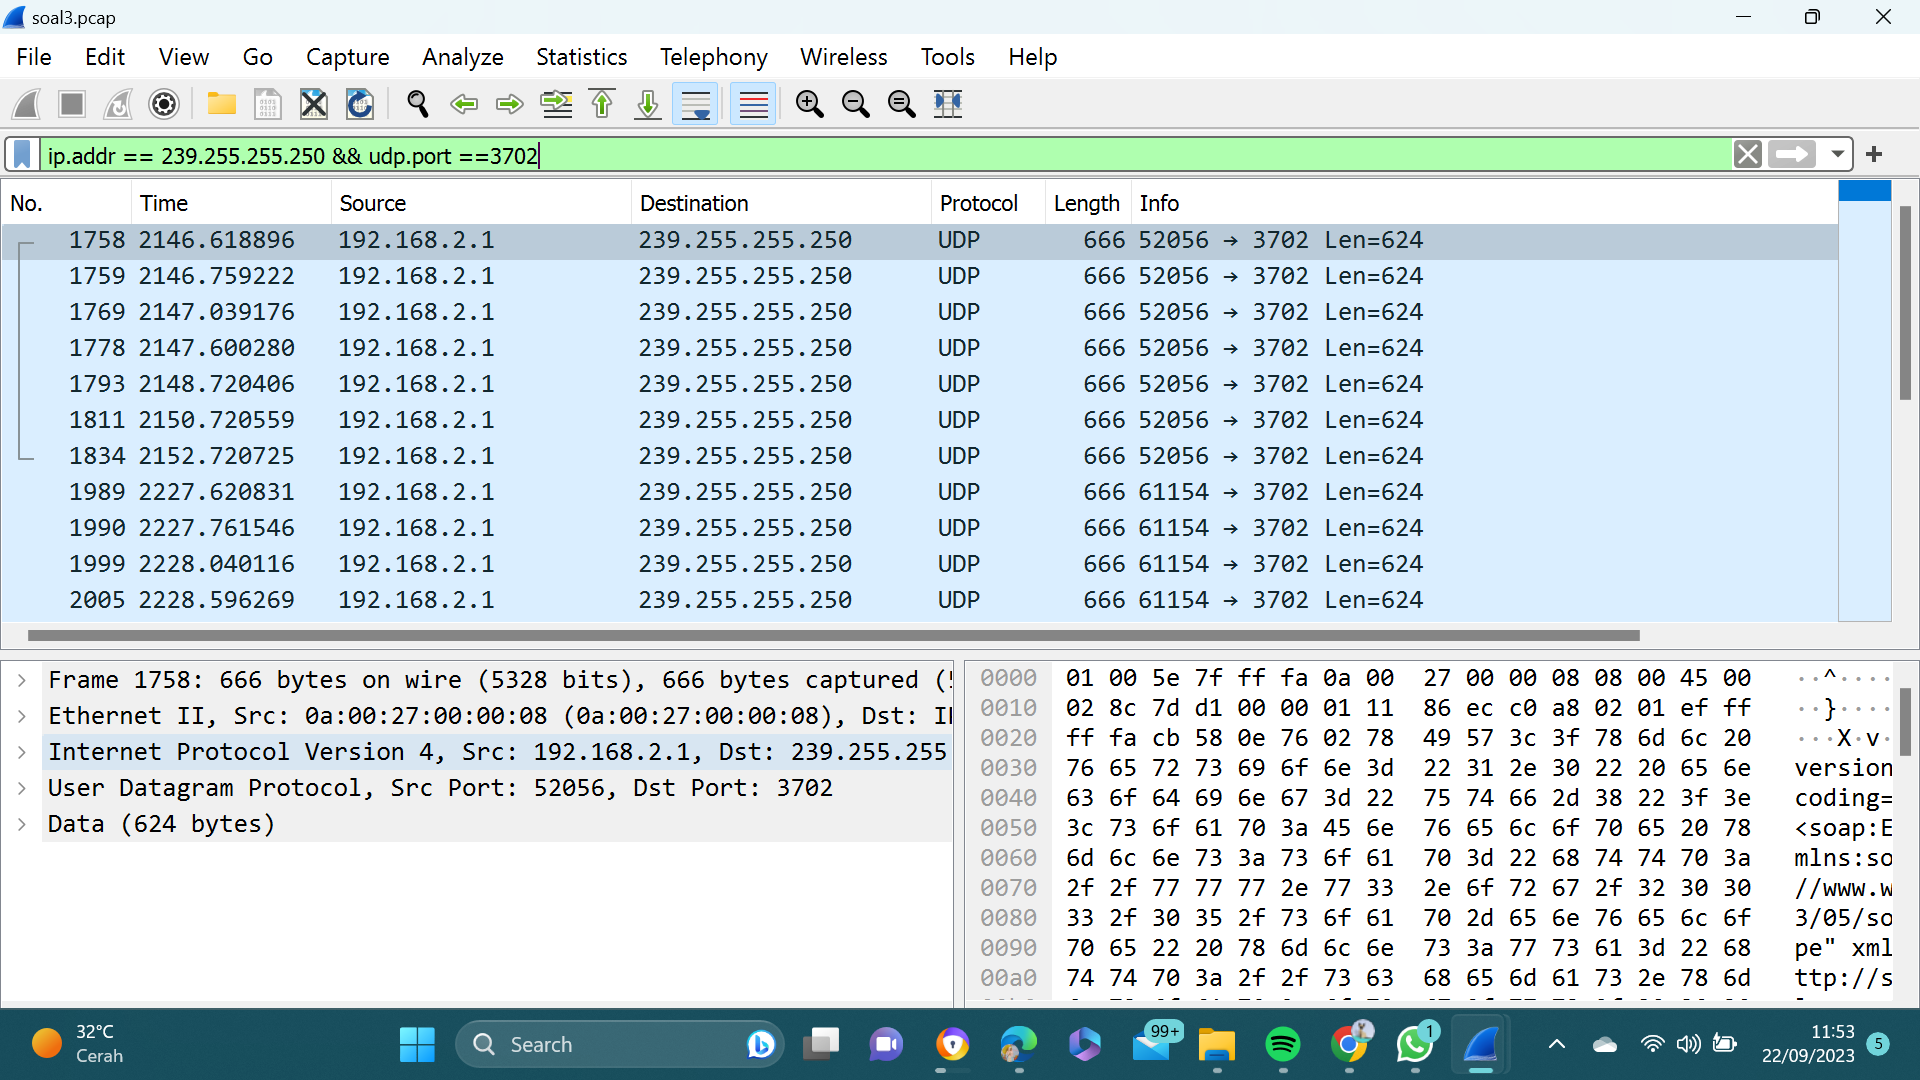 soal3.pcap
File Edit View Go Capture Analyze Statistics Telephony Wireless Tools Help
ip.addr == 239.255.255.250 && udp.port ==3702
No. Time Source Destination Protocol Length Info
1758 2146.618896 192.168.2.1 239.255.255.250 UDP 666 52056 → 3702 Len=624
1759 2146.759222 192.168.2.1 239.255.255.250 UDP 666 52056 → 3702 Len=624
1769 2147.039176 192.168.2.1 239.255.255.250 UDP 666 52056 → 3702 Len=624
1778 2147.600280 192.168.2.1 239.255.255.250 UDP 666 52056 → 3702 Len=624
1793 2148.720406 192.168.2.1 239.255.255.250 UDP 666 52056 → 3702 Len=624
1811 2150.720559 192.168.2.1 239.255.255.250 UDP 666 52056 → 3702 Len=624
1834 2152.720725 192.168.2.1 239.255.255.250 UDP 666 52056 → 3702 Len=624
1989 2227.620831 192.168.2.1 239.255.255.250 UDP 666 61154 → 3702 Len=624
1990 2227.761546 192.168.2.1 239.255.255.250 UDP 666 61154 → 3702 Len=624
1999 2228.040116 192.168.2.1 239.255.255.250 UDP 666 61154 → 3702 Len=624
2005 2228.596269 192.168.2.1 239.255.255.250 UDP 666 61154 → 3702 Len=624
Frame 1758: 666 bytes on wire (5328 bits), 666 bytes captured (
Ethernet II, Src: 0a:00:27:00:00:08 (0a:00:27:00:00:08), Dst:
Internet Protocol Version 4, Src: 192.168.2.1, Dst: 239.255.255
User Datagram Protocol, Src Port: 52056, Dst Port: 3702
Data (624 bytes)
0000 01 00 5e 7f ff fa 0a 00 27 00 00 08 08 00 45 00 ··^····
0010 02 8c 7d d1 00 00 01 11 86 ec c0 a8 02 01 ef ff ··}····
0020 ff fa cb 58 0e 76 02 78 49 57 3c 3f 78 6d 6c 20 ···X·v·
0030 76 65 72 73 69 6f 6e 3d 22 31 2e 30 22 20 65 6e version
0040 63 6f 64 69 6e 67 3d 22 75 74 66 2d 38 22 3f 3e coding=
0050 3c 73 6f 61 70 3a 45 6e 76 65 6c 6f 70 65 20 78 <soap:E
0060 6d 6c 6e 73 3a 73 6f 61 70 3d 22 68 74 74 70 3a mlns:so
0070 2f 2f 77 77 77 2e 77 33 2e 6f 72 67 2f 32 30 30 //www.w
0080 33 2f 30 35 2f 73 6f 61 70 2d 65 6e 76 65 6c 6f 3/05/so
0090 70 65 22 20 78 6d 6c 6e 73 3a 77 73 61 3d 22 68 pe" xml
00a0 74 74 70 3a 2f 2f 73 63 68 65 6d 61 73 2e 78 6d ttp://s
32°C
Cerah
Search
99+
1
11:53
22/09/2023
5